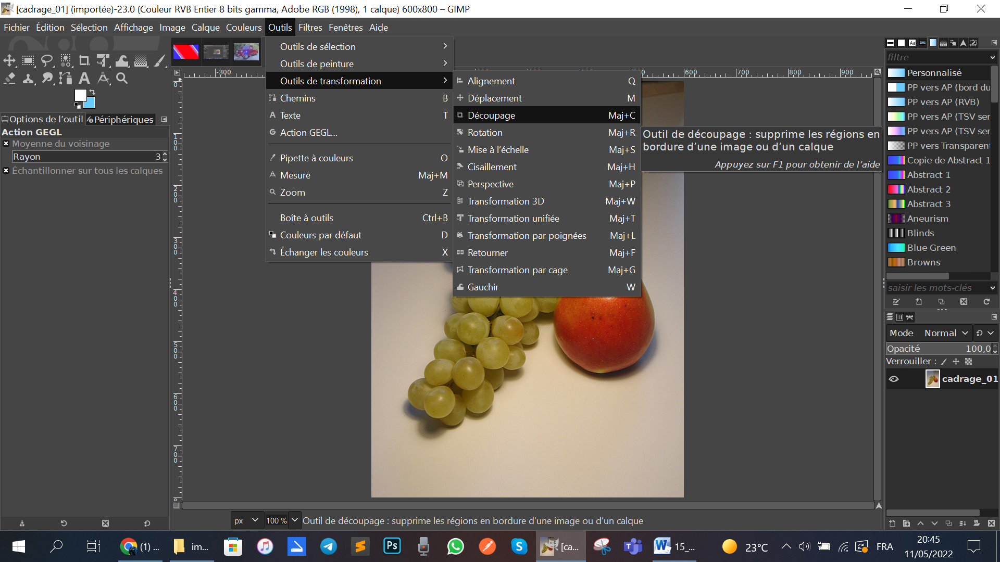 [cadrage_01] (importée)-23.0 (Couleur RVB Entier 8 bits gamma, Adobe RGB (1998), 1 calque) 600x800 – GIMP
Fichier Édition Sélection Affichage Image Calque Couleurs Outils Filtres Fenêtres Aide
Outils de sélection
Outils de peinture
Outils de transformation
Chemins B
Texte T
Action GEGL...
Pipette à couleurs O
Mesure Maj+M
Zoom Z
Boîte à outils Ctrl+B
Couleurs par défaut D
Échanger les couleurs X
Alignement Q
Déplacement M
Découpage Maj+C
Rotation Maj+R
Mise à l’échelle Maj+S
Cisaillement Maj+H
Perspective Maj+P
Transformation 3D Maj+W
Transformation unifiée Maj+T
Transformation par poignées Maj+L
Retourner Maj+F
Transformation par cage Maj+G
Gauchir W
Outil de découpage : supprime les régions en
bordure d’une image ou d’un calque
Appuyez sur F1 pour obtenir de l’aide
Options de l’outil Périphériques
Action GEGL
Moyenne du voisinage
Rayon 3
Échantillonner sur tous les calques
-300 600 700 800 900
0
100
200
300
400
500
600
700
filtre
Personnalisé
PP vers AP (bord du
PP vers AP (RVB)
PP vers AP (TSV ser
PP vers AP (TSV ser
PP vers Transparent
Copie de Abstract 1
Abstract 1
Abstract 2
Abstract 3
Aneurism
Blinds
Blue Green
Browns
saisir les mots-clés
Mode Normal
Opacité 100,0
Verrouiller :
cadrage_01
px 100 % Outil de découpage : supprime les régions en bordure d’une image ou d’un calque
(1) ... im... Ps [ca... 15_... 23°C FRA
20:45
11/05/2022